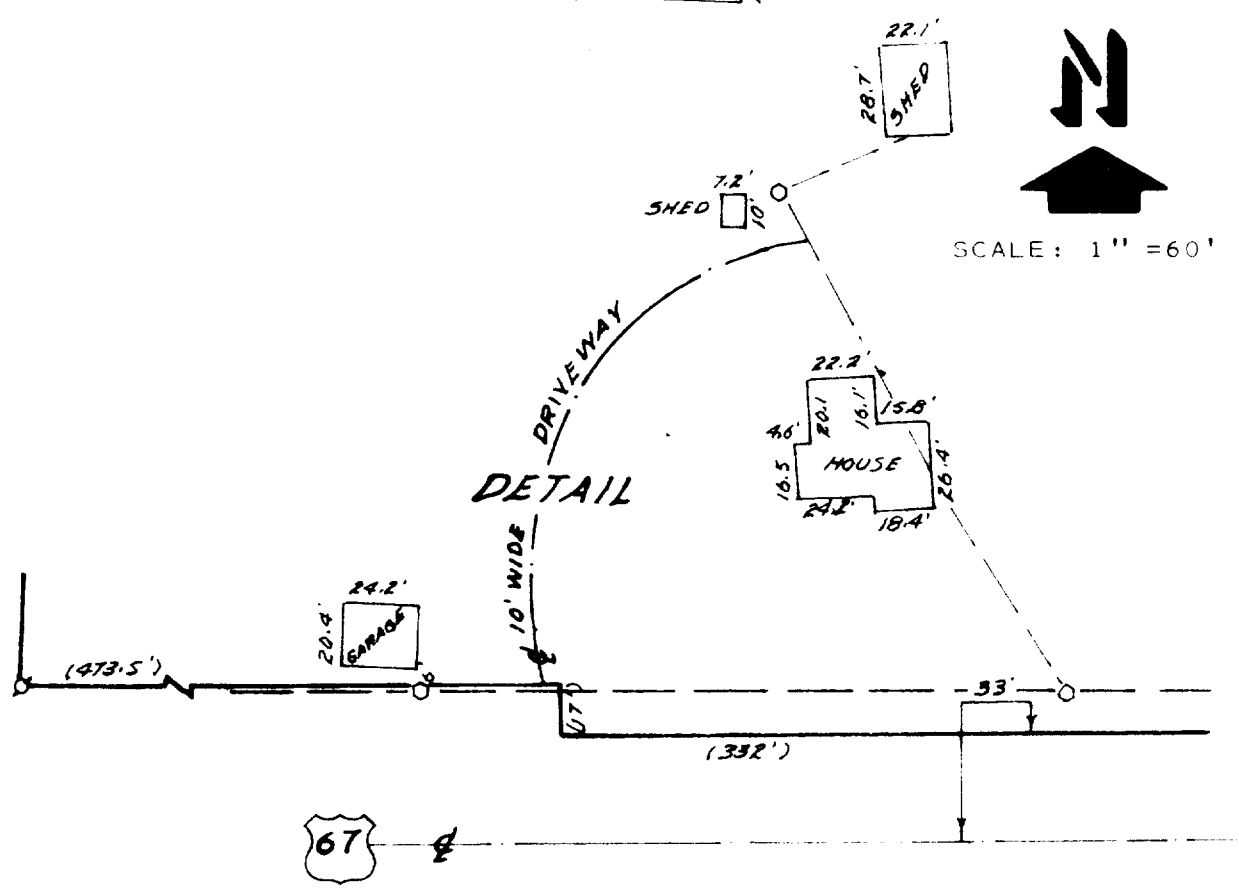 22.1'
28.7'
SHED
N
7.2'
SHED
10'
SCALE: 1" =60'
DRIVEWAY
22.2'
20.1
16.1'
15.8'
4.6'
16.5
HOUSE
26.4'
24.2'
18.4'
DETAIL
10' WIDE
24.2'
20.4'
GARAGE
(473.5')
33'
(332')
67